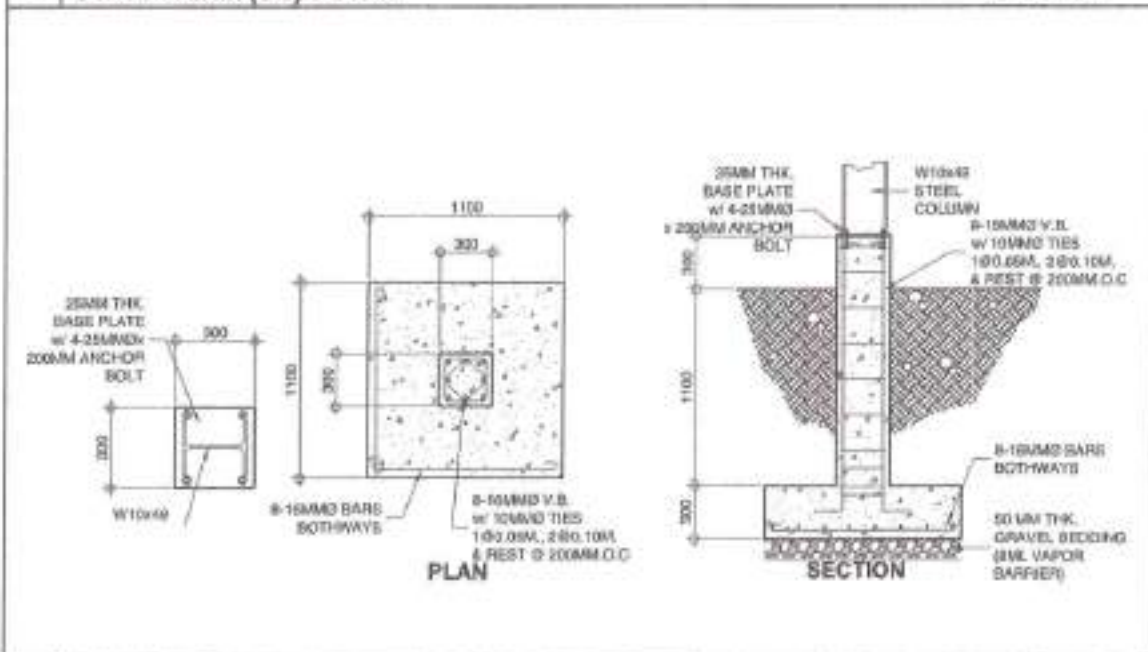 25MM THK.
BASE PLATE
w/ 4-25MMØx
200MM ANCHOR
BOLT
300
300
W10x49
1100
300
1100
300
8-16MMØ BARS
BOTHWAYS
8-16MMØ V.B.
w/ 10MMØ TIES
1@0.05M., 2@0.10M.
& REST @ 200MM.O.C
PLAN
25MM THK.
BASE PLATE
w/ 4-25MMØ
x 200MM ANCHOR
BOLT
W10x49
STEEL
COLUMN
8-16MMØ V.B.
w/ 10MMØ TIES
1@0.05M, 2@0.10M,
& REST @ 200MM.O.C
300
1100
300
8-16MMØ BARS
BOTHWAYS
50 MM THK.
GRAVEL BEDDING
VAPOR
BARRIER)
SECTION